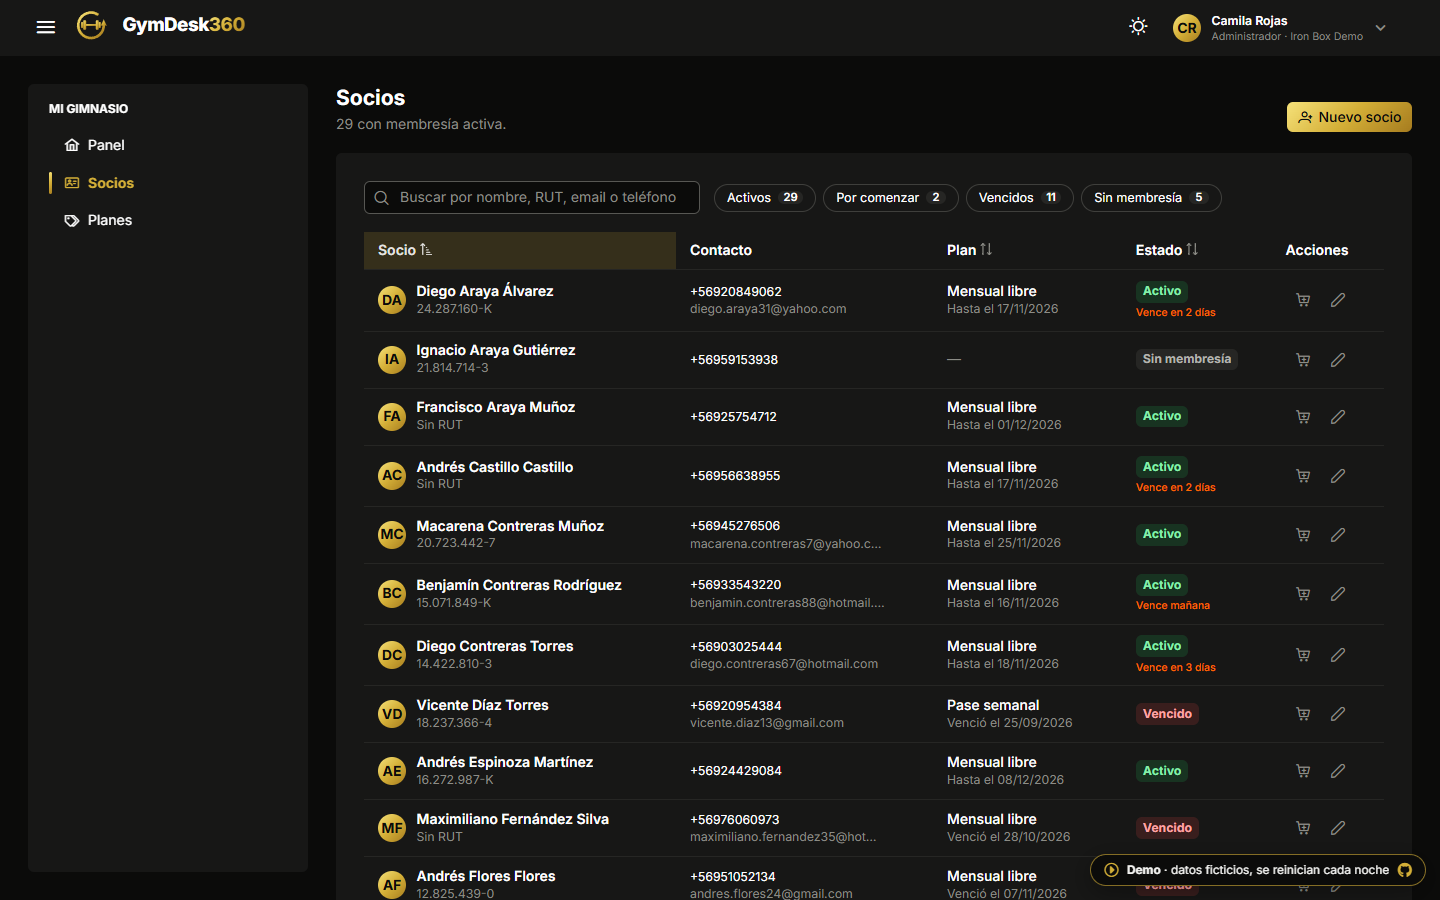 GymDesk360
Camila Rojas
CR
Administrador · Iron Box Demo
MI GIMNASIO
Panel
Socios
Planes
Socios
29 con membresía activa.
Nuevo socio
Buscar por nombre, RUT, email o teléfono
Activos 29
Por comenzar 2
Vencidos 11
Sin membresía 5
Socio Contacto Plan Estado Acciones
DA Diego Araya Álvarez +56920849062 Mensual libre Activo
24.287.160-K diego.araya31@yahoo.com Hasta el 17/11/2026 Vence en 2 días
IA Ignacio Araya Gutiérrez +56959153938 — Sin membresía
21.814.714-3
FA Francisco Araya Muñoz +56925754712 Mensual libre Activo
Sin RUT Hasta el 01/12/2026
AC Andrés Castillo Castillo +56956638955 Mensual libre Activo
Sin RUT Hasta el 17/11/2026 Vence en 2 días
MC Macarena Contreras Muñoz +56945276506 Mensual libre Activo
20.723.442-7 macarena.contreras7@yahoo.c... Hasta el 25/11/2026
BC Benjamín Contreras Rodríguez +56933543220 Mensual libre Activo
15.071.849-K benjamin.contreras88@hotmail.... Hasta el 16/11/2026 Vence mañana
DC Diego Contreras Torres +56903025444 Mensual libre Activo
14.422.810-3 diego.contreras67@hotmail.com Hasta el 18/11/2026 Vence en 3 días
VD Vicente Díaz Torres +56920954384 Pase semanal Vencido
18.237.366-4 vicente.diaz13@gmail.com Venció el 25/09/2026
AE Andrés Espinoza Martínez +56924429084 Mensual libre Activo
16.272.987-K Hasta el 08/12/2026
MF Maximiliano Fernández Silva +56976060973 Mensual libre Vencido
Sin RUT maximiliano.fernandez35@hot... Venció el 28/10/2026
AF Andrés Flores Flores +56951052134 Mensual libre
12.825.439-0 andres.flores24@gmail.com Venció el 07/11/2026 Vencido
Demo · datos ficticios, se reinician cada noche